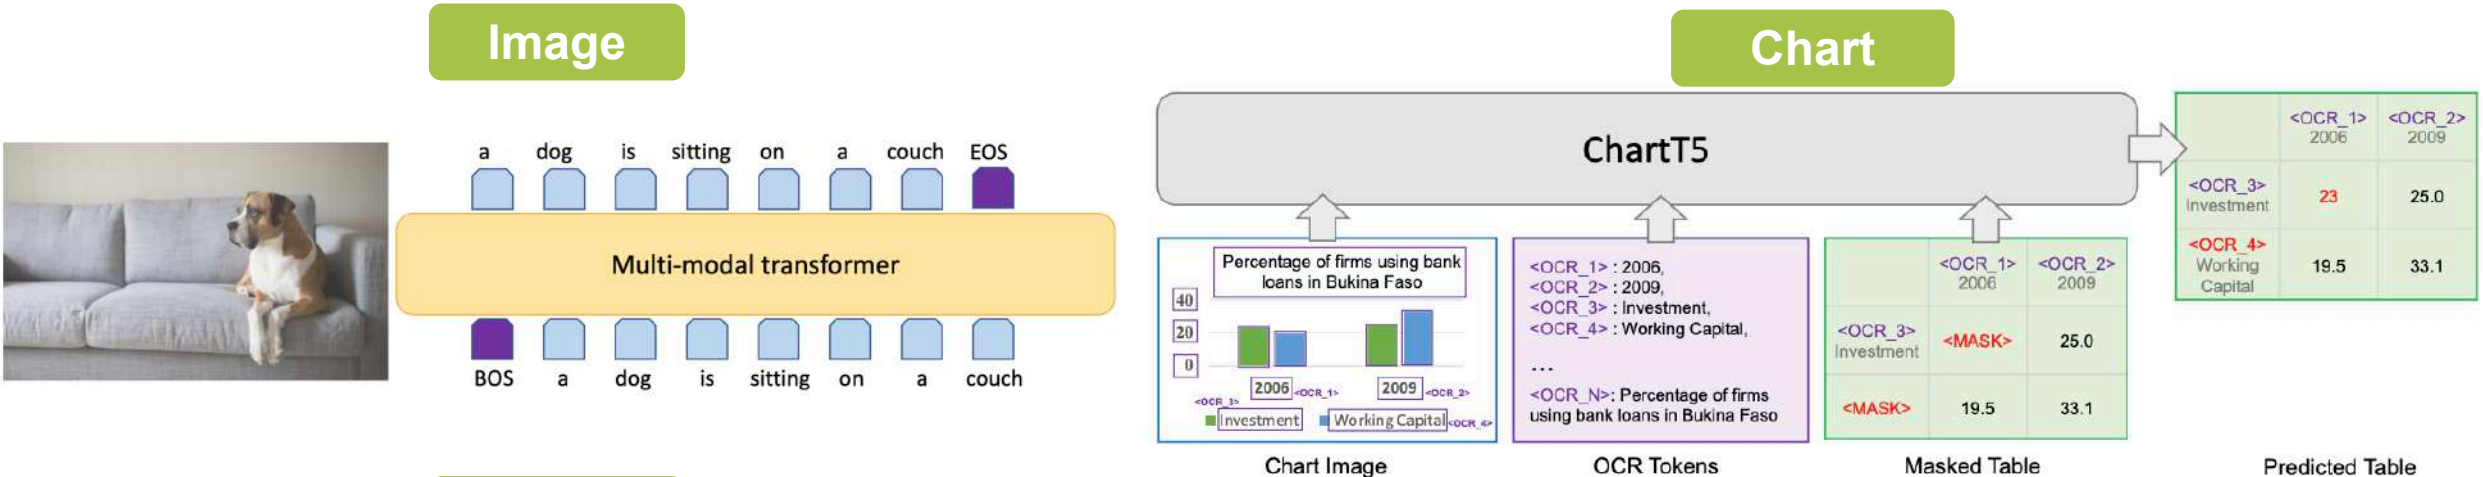 Image
a dog is sitting on a couch EOS
Multi-modal transformer
BOS a dog is sitting on a couch
Chart
ChartT5
Percentage of firms using bank
loans in Bukina Faso
40
20
0
2006 <OCR_1> 2009 <OCR_2>
<OCR_3>
Investment Working Capital <OCR_4>
Chart Image
<OCR_1> : 2006,
<OCR_2> : 2009,
<OCR_3> : Investment,
<OCR_4> : Working Capital,
...
<OCR_N>: Percentage of firms
using bank loans in Bukina Faso
OCR Tokens
<OCR_1> <OCR_2>
2006 2009
<OCR_3>
Investment
<MASK> 25.0
<MASK> 19.5 33.1
Masked Table
<OCR_1> <OCR_2>
2006 2009
<OCR_3>
Investment
23 25.0
<OCR_4>
Working
Capital
19.5 33.1
Predicted Table